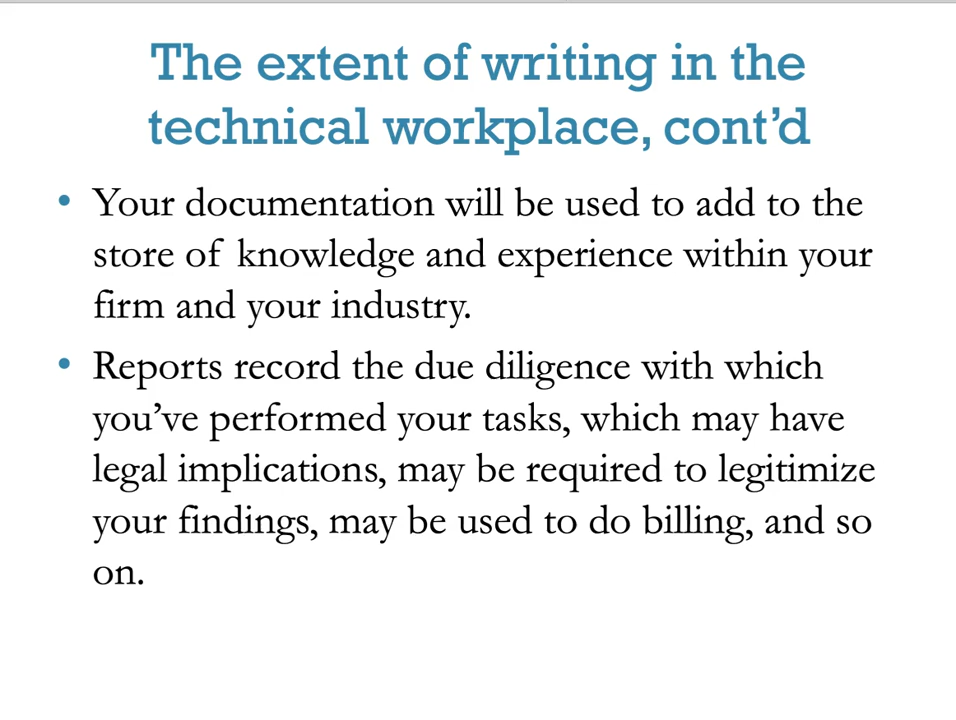 The extent of writing in the
technical workplace, cont’d
• Your documentation will be used to add to the
store of knowledge and experience within your
firm and your industry.
• Reports record the due diligence with which
you’ve performed your tasks, which may have
legal implications, may be required to legitimize
your findings, may be used to do billing, and so
on.